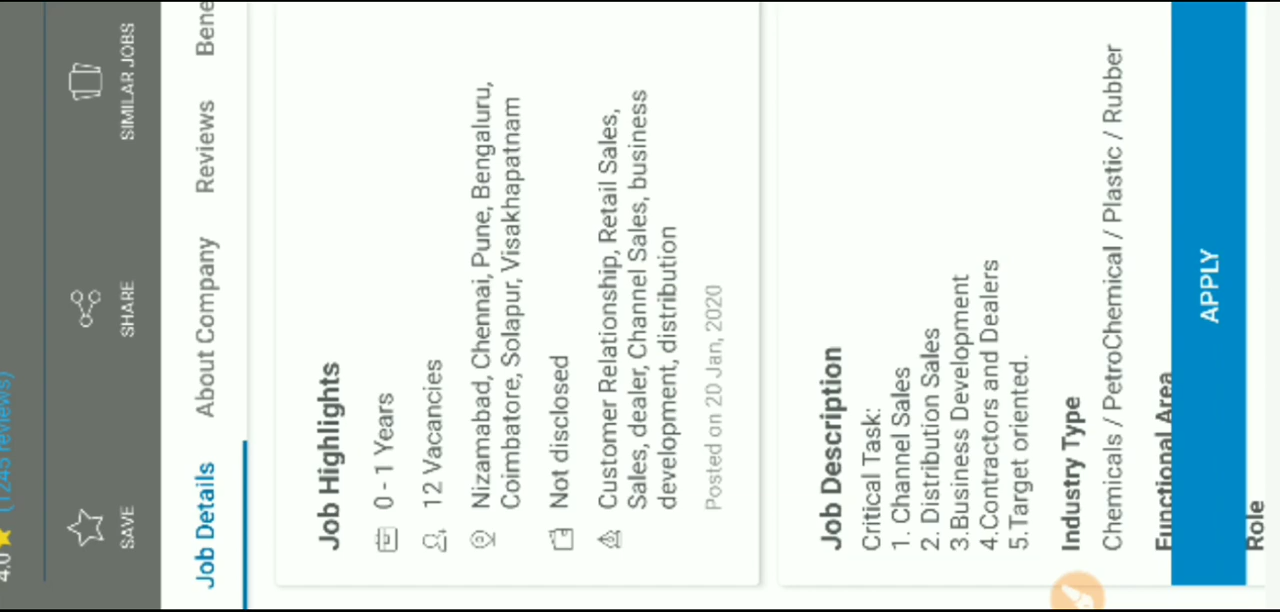 4.0 (1245 reviews)
SAVE SHARE SIMILAR JOBS
Job Details About Company Reviews Bene
Job Highlights
0 - 1 Years
12 Vacancies
Nizamabad, Chennai, Pune, Bengaluru,
Coimbatore, Solapur, Visakhapatnam
Not disclosed
Customer Relationship, Retail Sales,
Sales, dealer, Channel Sales, business
development, distribution
Posted on 20 Jan, 2020
Job Description
Critical Task:
1. Channel Sales
2. Distribution Sales
3.Business Development
4.Contractors and Dealers
5.Target oriented.
Industry Type
Chemicals / PetroChemical / Plastic / Rubber
Functional Area
APPLY
Role